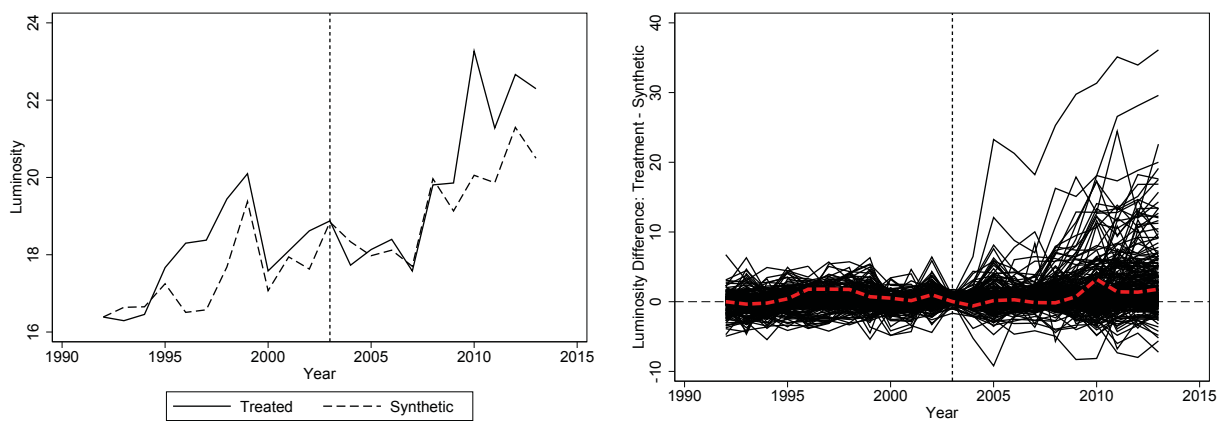 Luminosity
24
22
20
18
16
1990 1995 2000 2005 2010 2015
Year
Treated Synthetic
Luminosity Difference: Treatment - Synthetic
40
30
20
10
0
-10
1990 1995 2000 2005 2010 2015
Year